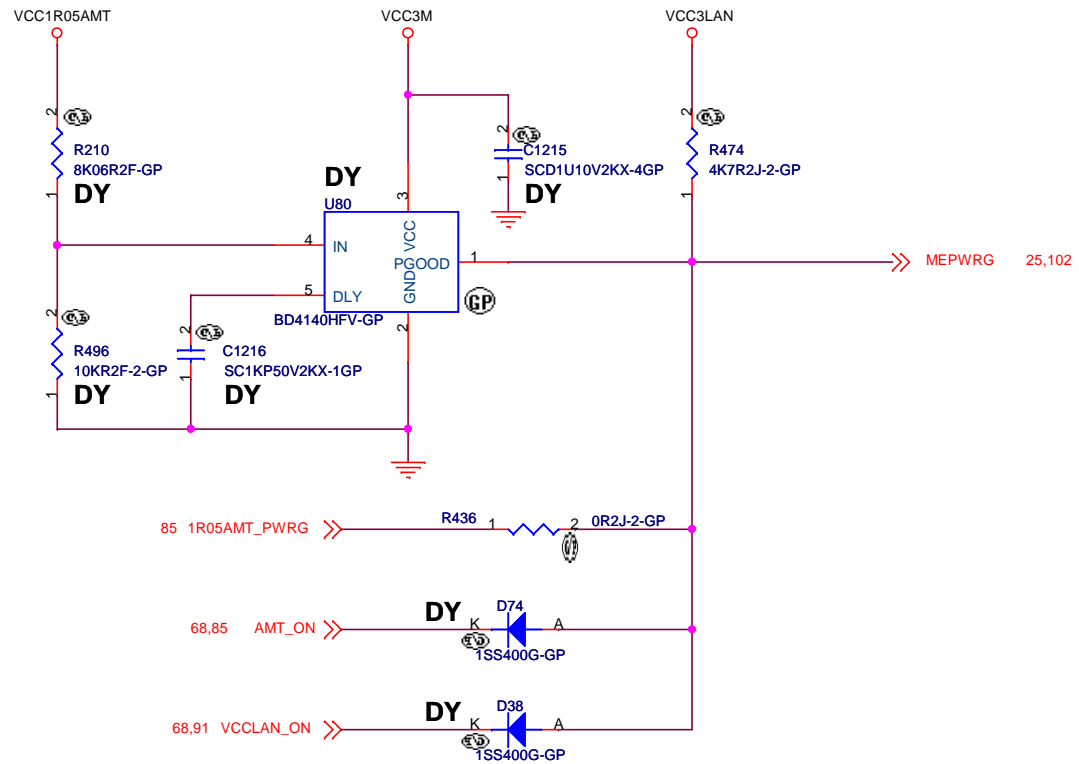 VCC1R05AMT VCC3M VCC3LAN
2 2
R210 2 C1215 R474
8K06R2F-GP SCD1U10V2KX-4GP 4K7R2J-2-GP
DY DY 1 DY
1 3 1
U80
4 IN VCC
PGOOD 1 MEPWRG 25,102
5 DLY GND GP
BD4140HFV-GP
2 2 2
R496 C1216
10KR2F-2-GP SC1KP50V2KX-1GP
1 DY 1 DY
85 1R05AMT_PWRG R436 1 2 0R2J-2-GP
DY D74
68,85 AMT_ON K A
1SS400G-GP
DY D38
68,91 VCCLAN_ON K A
1SS400G-GP